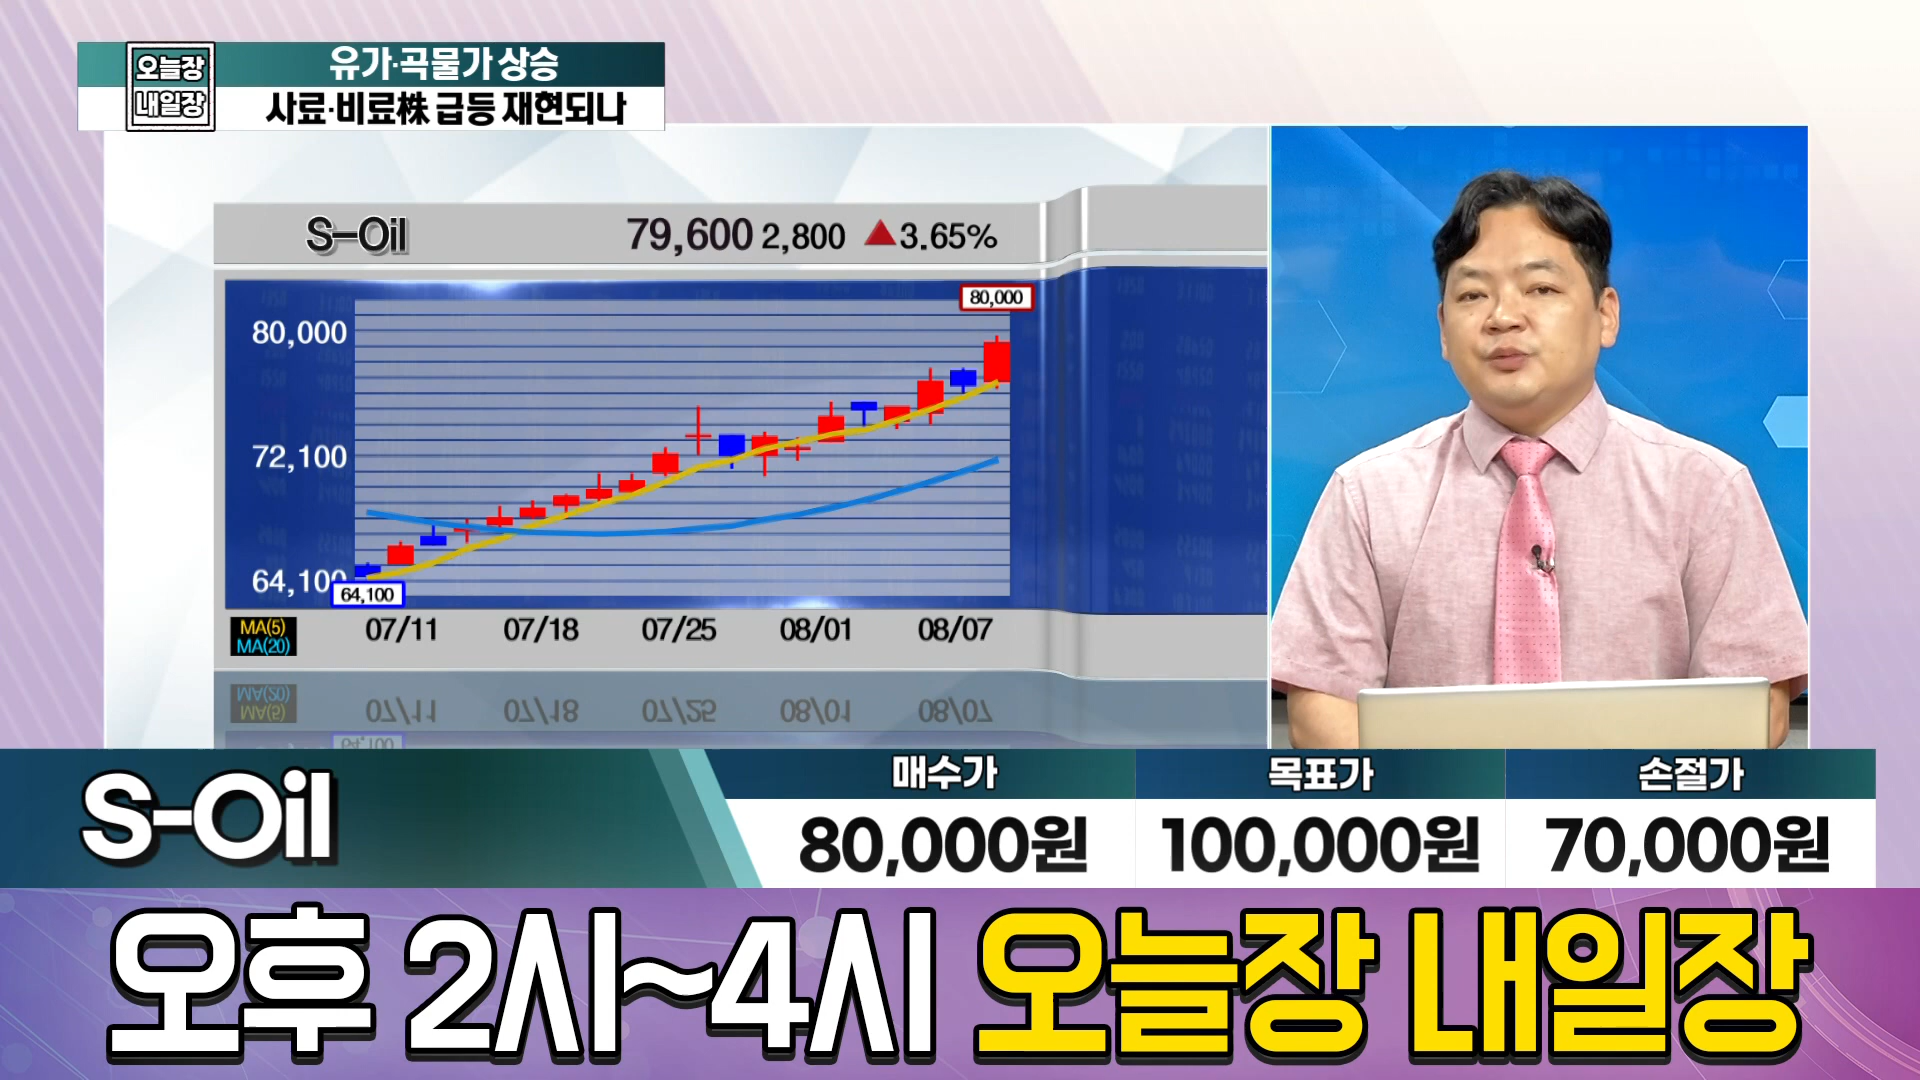 오늘장
내일장
유가·곡물가 상승
사료·비료株 급등 재현되나
S-Oil 79,600 2,800 ▲3.65%
80,000
80,000
72,100
64,100
64,100
MA(5)
MA(20)
07/11 07/18 07/25 08/01 08/07
S-Oil
매수가 목표가 손절가
80,000원 100,000원 70,000원
오후 2시~4시 오늘장 내일장